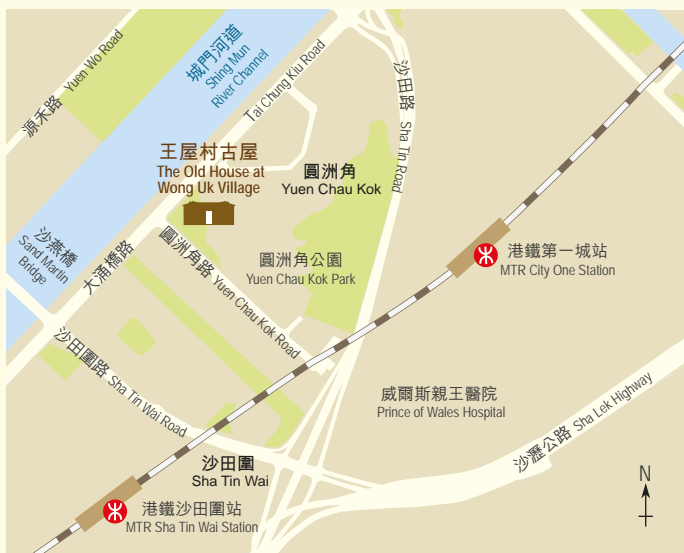 源禾路 Yuen Wo Road
城門河道
Shing Mun
River Channel
大涌橋路
Tai Chung Kiu Road
沙田路 Sha Tin Road
王屋村古屋
The Old House at
Wong Uk Village
圓洲角
Yuen Chau Kok
沙燕橋
Sand Martin
Bridge
圓洲角路 Yuen Chau Kok Road
圓洲角公園
Yuen Chau Kok Park
港鐵第一城站
MTR City One Station
沙田圍路 Sha Tin Wai Road
威爾斯親王醫院
Prince of Wales Hospital
沙瀝公路 Sha Lek Highway
沙田圍
Sha Tin Wai
港鐵沙田圍站
MTR Sha Tin Wai Station
N